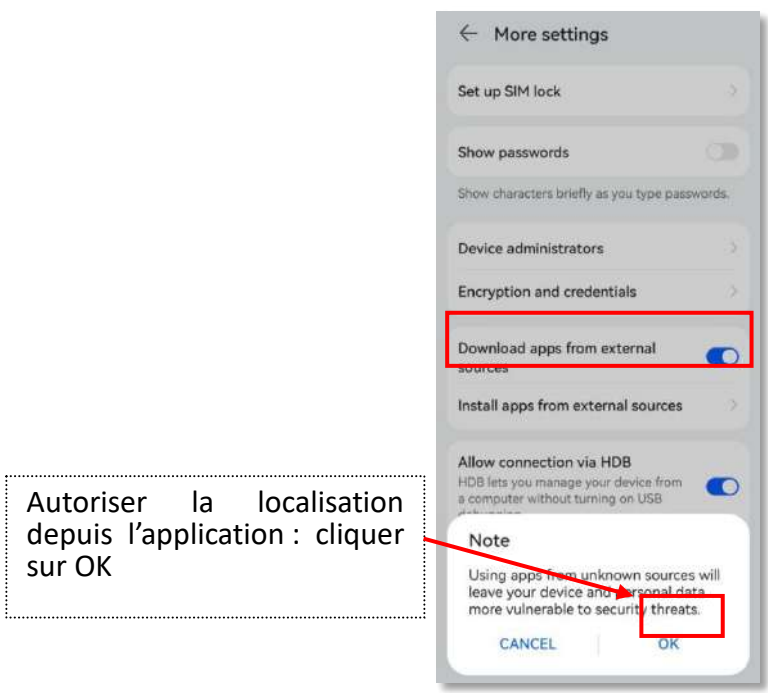 More settings
Set up SIM lock
Show passwords
Show characters briefly as you type passwords.
Device administrators
Encryption and credentials
Download apps from external
sources
Install apps from external sources
Allow connection via HDB
HDB lets you manage your device from
a computer without turning on USB
debugging
Autoriser la localisation
depuis l’application : cliquer
sur OK
Note
Using apps from unknown sources will
leave your device and personal data
more vulnerable to security threats.
CANCEL OK